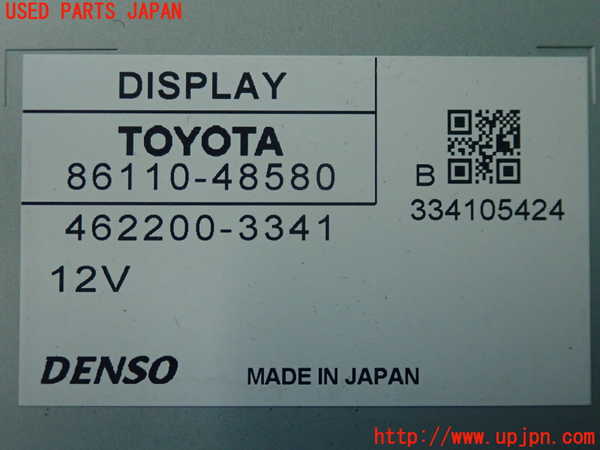 USED PARTS JAPAN
DISPLAY
TOYOTA
86110-48580
462200-3341
12V
B
334105424
DENSO
MADE IN JAPAN
http://www.upjpn.com/